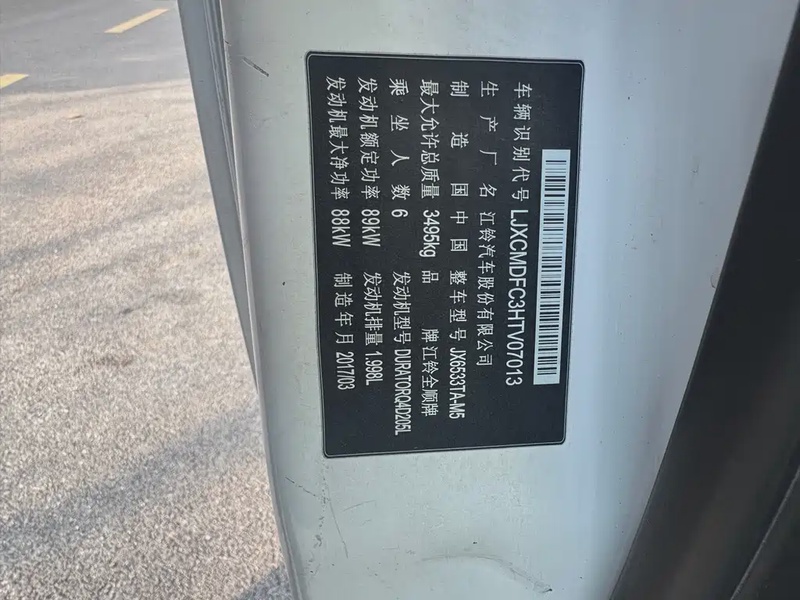 车辆识别代号 LJXCMDFC3HTV07013
生产厂名 江铃汽车股份有限公司
制造国 中国 整车型号 JX6533TA-M5
最大允许总质量 3495kg 品牌 江铃全顺牌
乘坐人数 6 发动机型号 DURATORQ4D205L
发动机额定功率 89kW 发动机排量 1.998L
发动机最大净功率 88kW 制造年月 2017/03